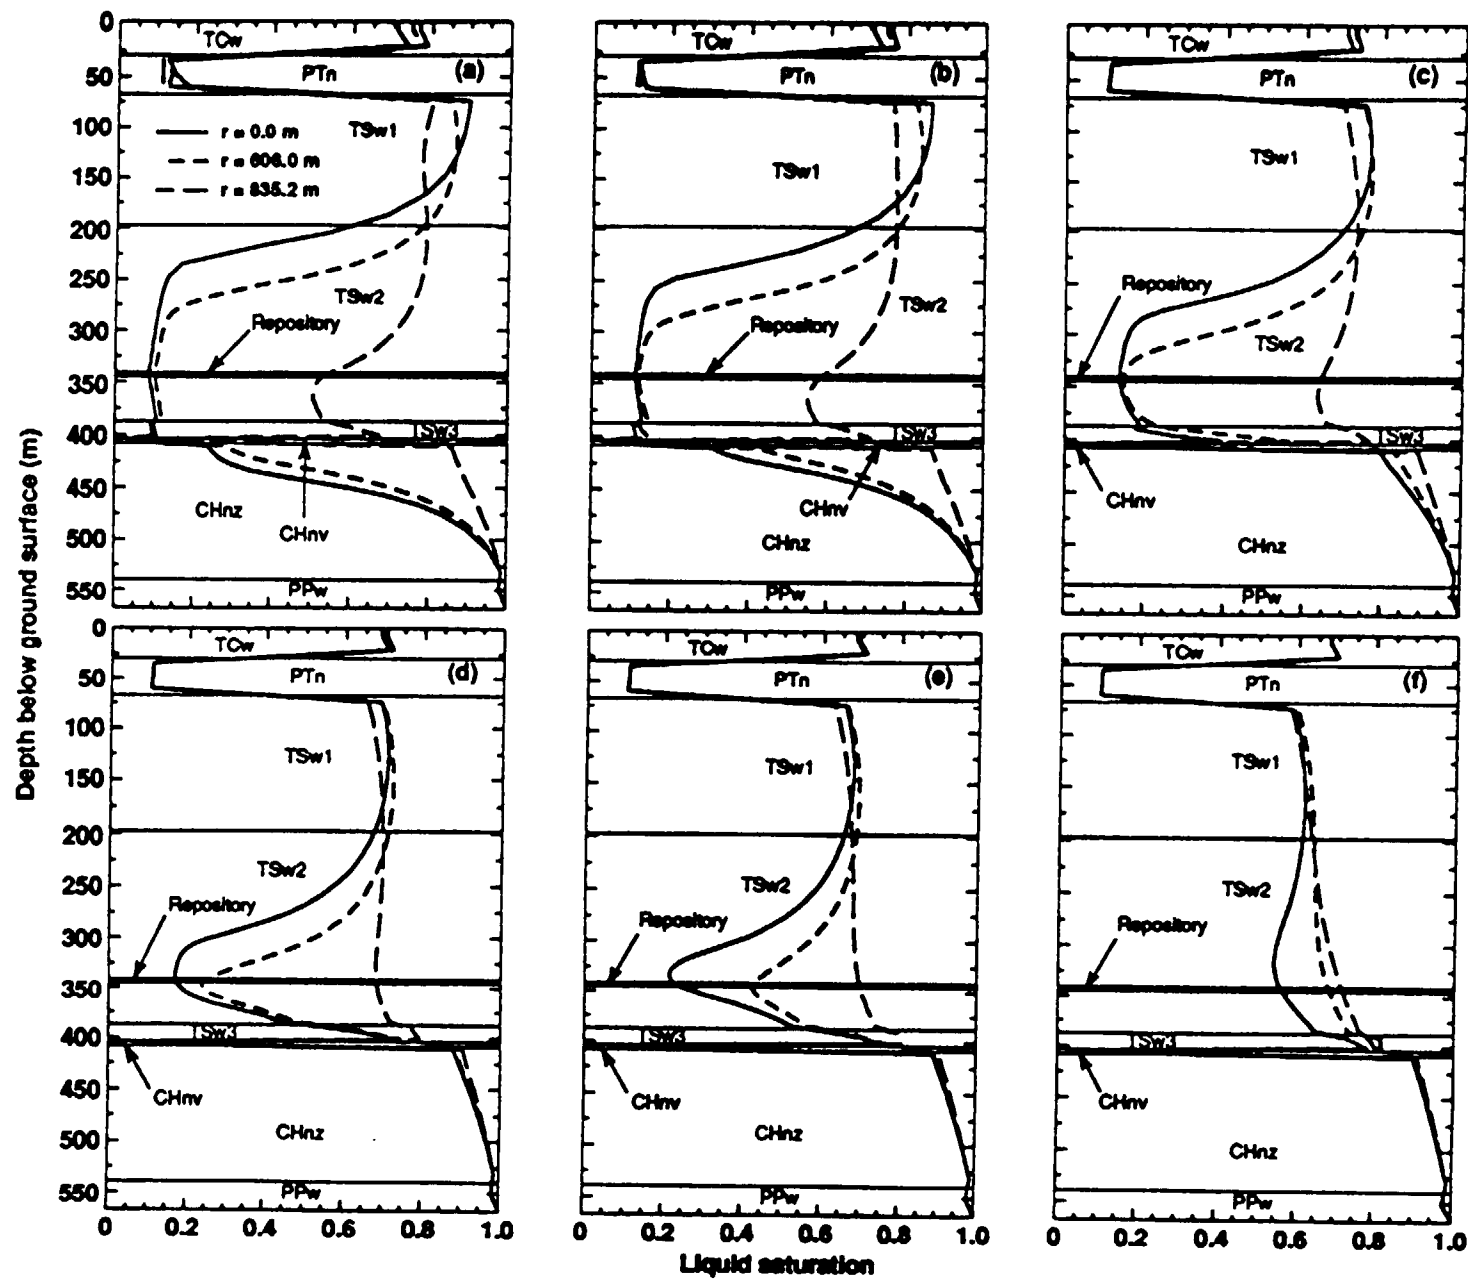 0
50
100
150
200
250
300
350
400
450
500
550
TCw
PTn
(a)
r = 0.0 m
r = 606.0 m
r = 835.2 m
TSw1
TSw2
Repository
Sw3
CHnz
CHnv
PPw
TCw
PTn
(b)
TSw1
TSw2
Repository
Sw3
CHnv
CHnz
PPw
TCw
PTn
(c)
TSw1
Repository
TSw2
Sw3
CHnv
CHnz
PPw
Depth below ground surface (m)
0
50
100
150
200
250
300
350
400
450
500
550
TCw
PTn
(d)
TSw1
TSw2
Repository
Sw3
CHnv
CHnz
PPw
0 0.2 0.4 0.6 0.8 1.0
TCw
PTn
(e)
TSw1
TSw2
Repository
Sw3
CHnv
CHnz
PPw
0 0.2 0.4 0.6 0.8 1.0
TCw
PTn
(f)
TSw1
TSw2
Repository
Sw3
CHnv
CHnz
PPw
0 0.2 0.4 0.6 0.8 1.0
Liquid saturation